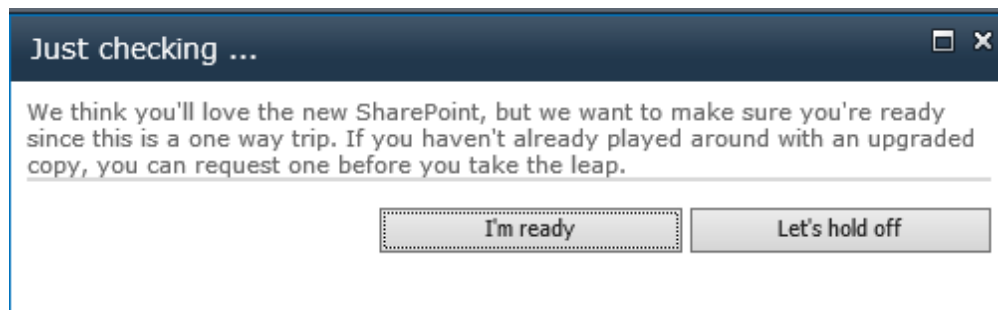 Just checking ...
We think you'll love the new SharePoint, but we want to make sure you're ready
since this is a one way trip. If you haven't already played around with an upgraded
copy, you can request one before you take the leap.
I'm ready
Let's hold off